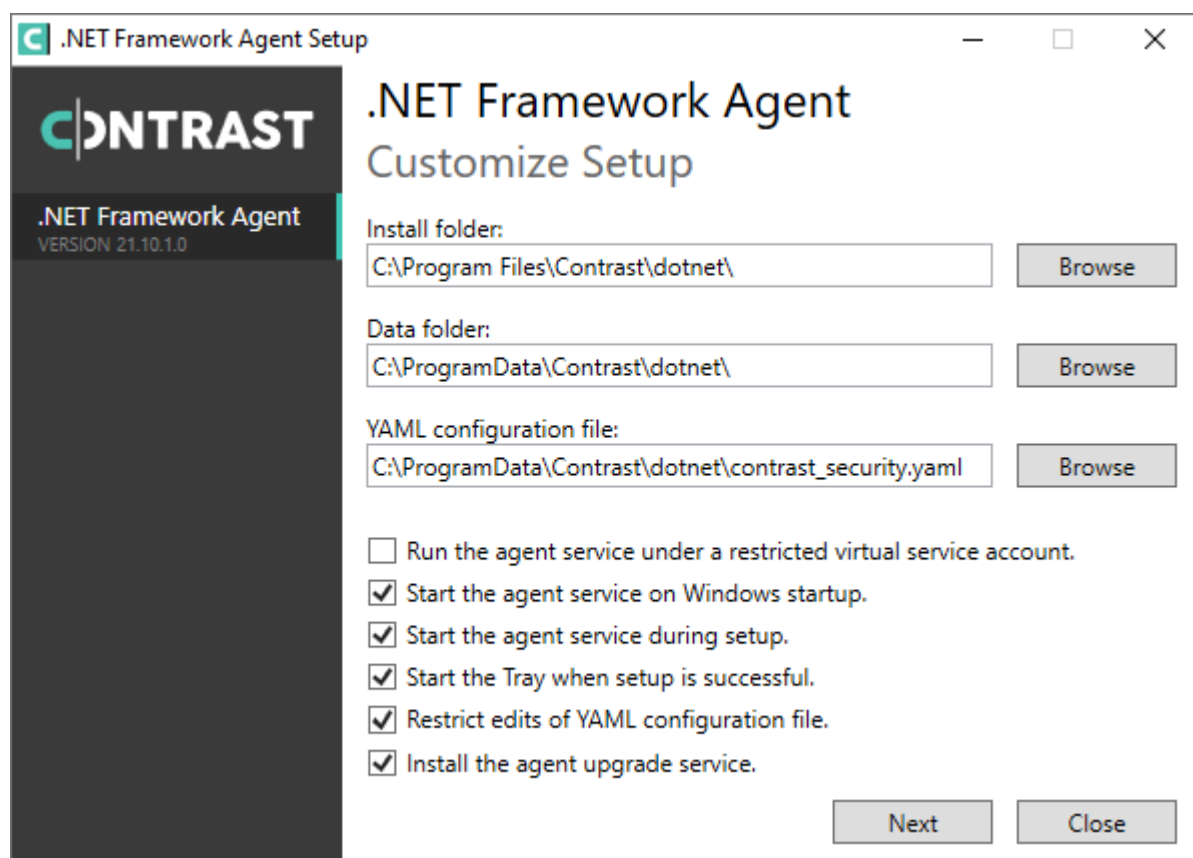 .NET Framework Agent Setup
CONTRAST
.NET Framework Agent
VERSION 21.10.1.0
.NET Framework Agent
Customize Setup
Install folder:
C:\Program Files\Contrast\dotnet\
Browse
Data folder:
C:\ProgramData\Contrast\dotnet\
Browse
YAML configuration file:
C:\ProgramData\Contrast\dotnet\contrast_security.yaml
Browse
Run the agent service under a restricted virtual service account.
Start the agent service on Windows startup.
Start the agent service during setup.
Start the Tray when setup is successful.
Restrict edits of YAML configuration file.
Install the agent upgrade service.
Next
Close